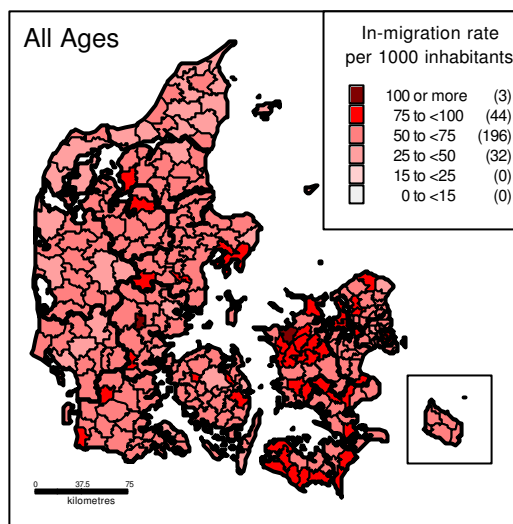 All Ages
In-migration rate
per 1000 inhabitants
100 or more (3)
75 to <100 (44)
50 to <75 (196)
25 to <50 (32)
15 to <25 (0)
0 to <15 (0)
0 37.5 75
kilometres